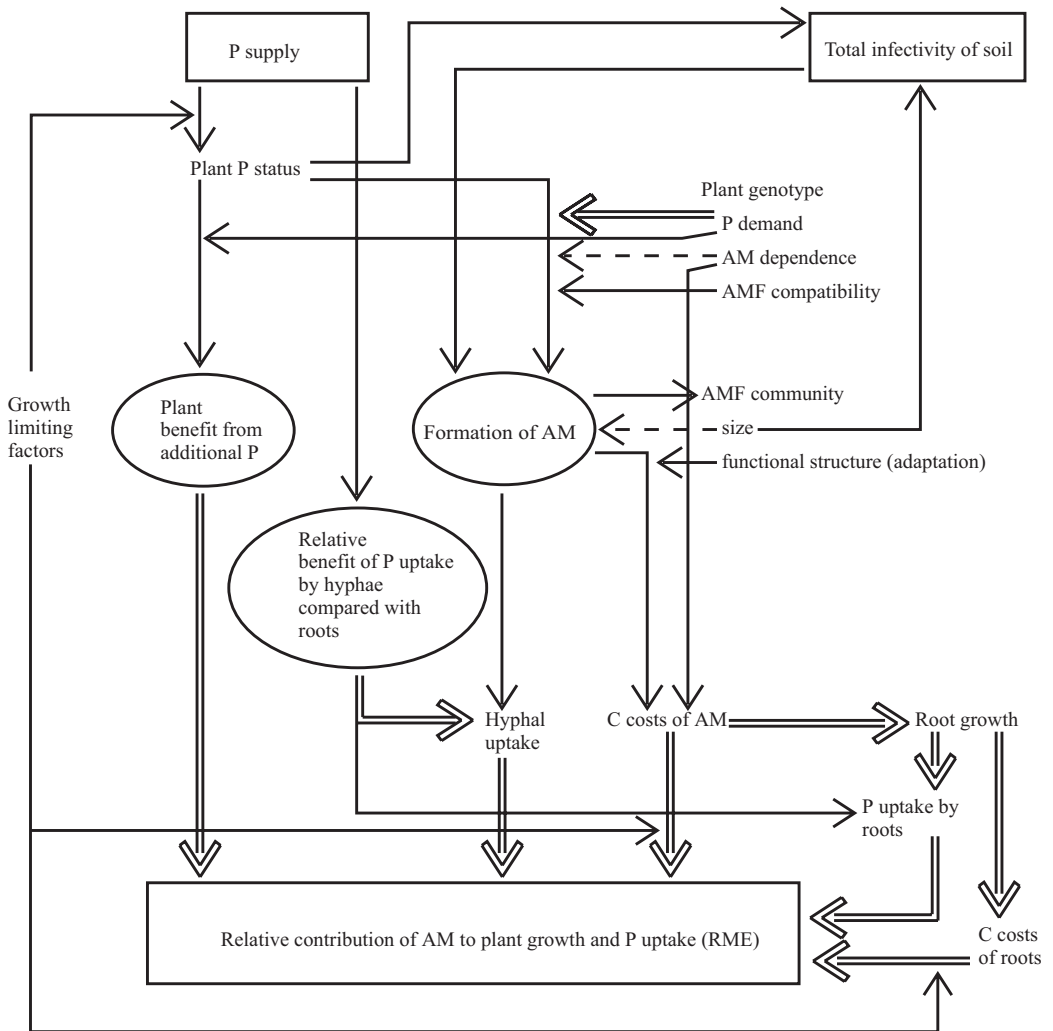 P supply
Total infectivity of soil
Plant P status
Plant genotype
P demand
AM dependence
AMF compatibility
Growth
limiting
factors
Plant
benefit from
additional P
Formation of AM
AMF community
size
functional structure (adaptation)
Relative
benefit of P uptake
by hyphae
compared with
roots
Hyphal
uptake
C costs of AM
Root growth
P uptake by
roots
Relative contribution of AM to plant growth and P uptake (RME)
C costs
of roots